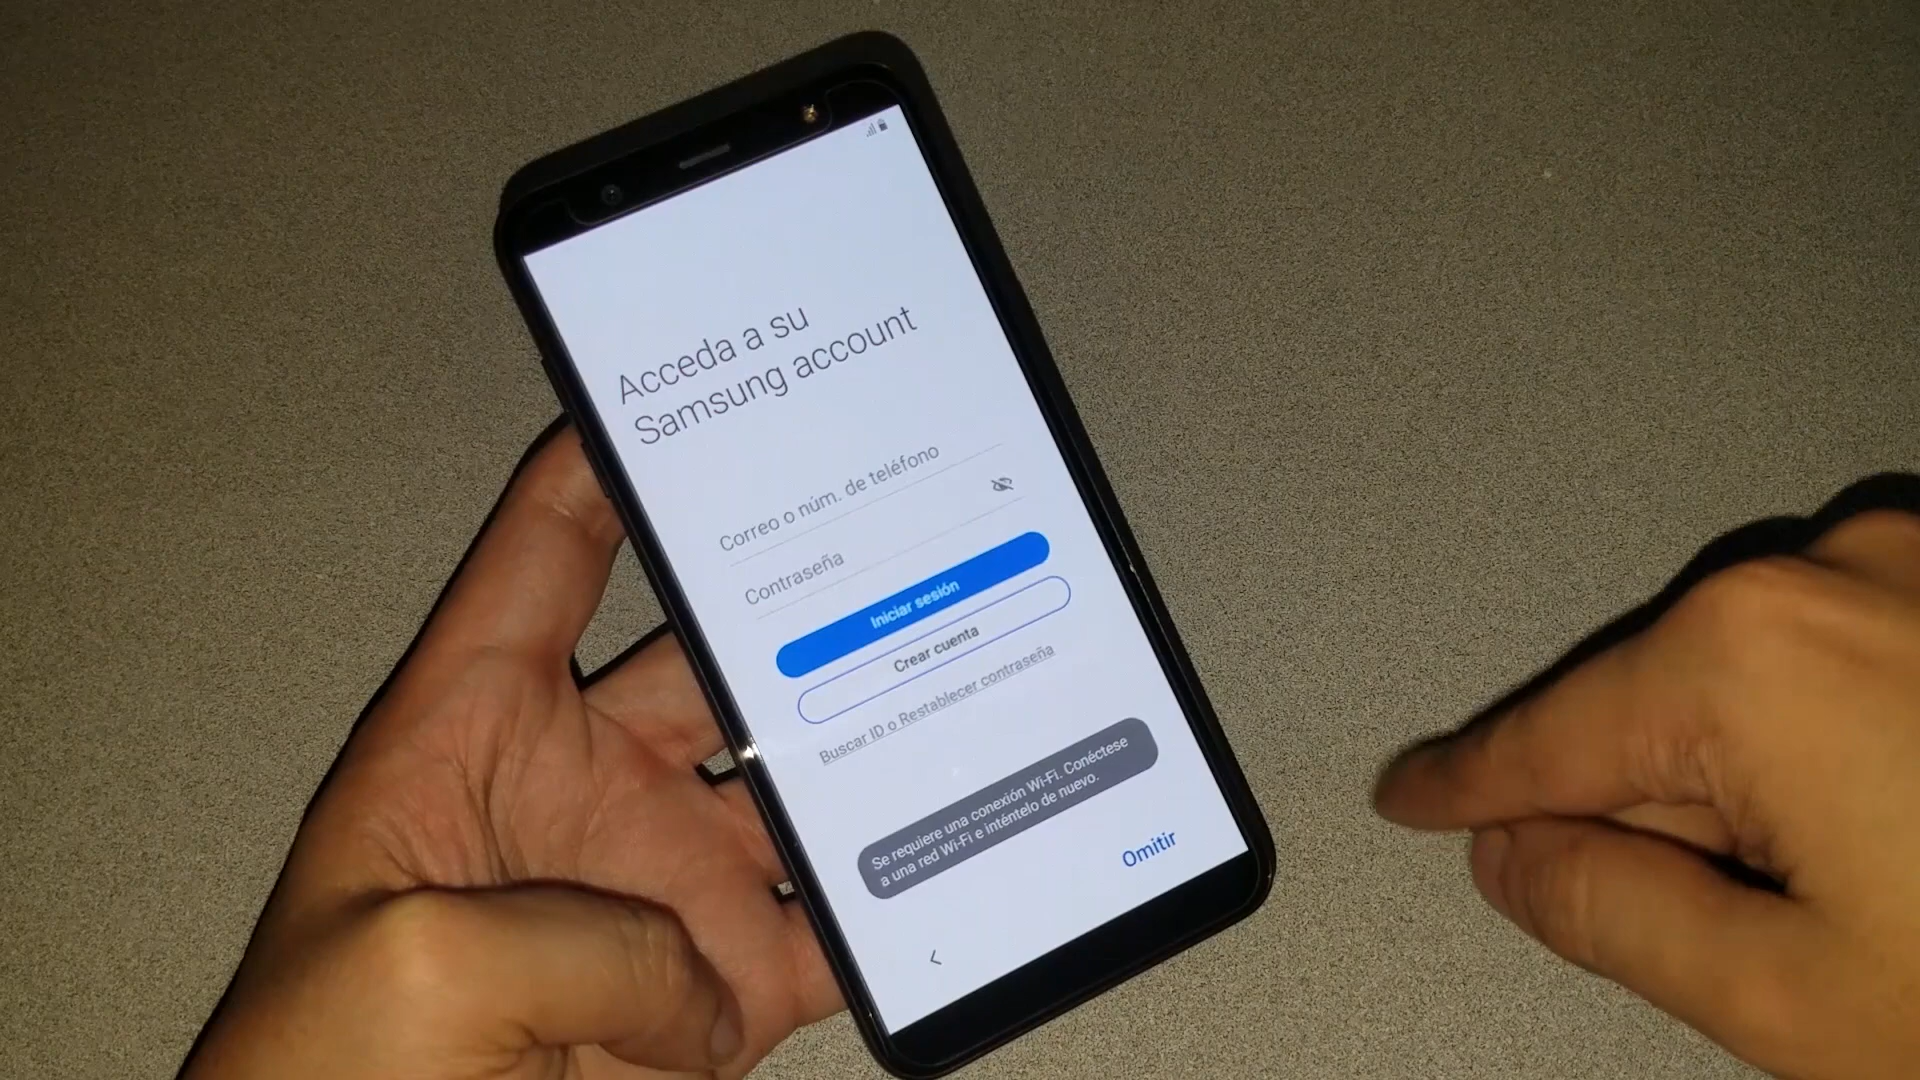 Acceda a su
Samsung account
Correo o núm. de teléfono
Contraseña
Iniciar sesión
Crear cuenta
Buscar ID o Restablecer contraseña
Se requiere una conexión Wi-Fi. Conéctese
a una red Wi-Fi e inténtelo de nuevo.
Omitir